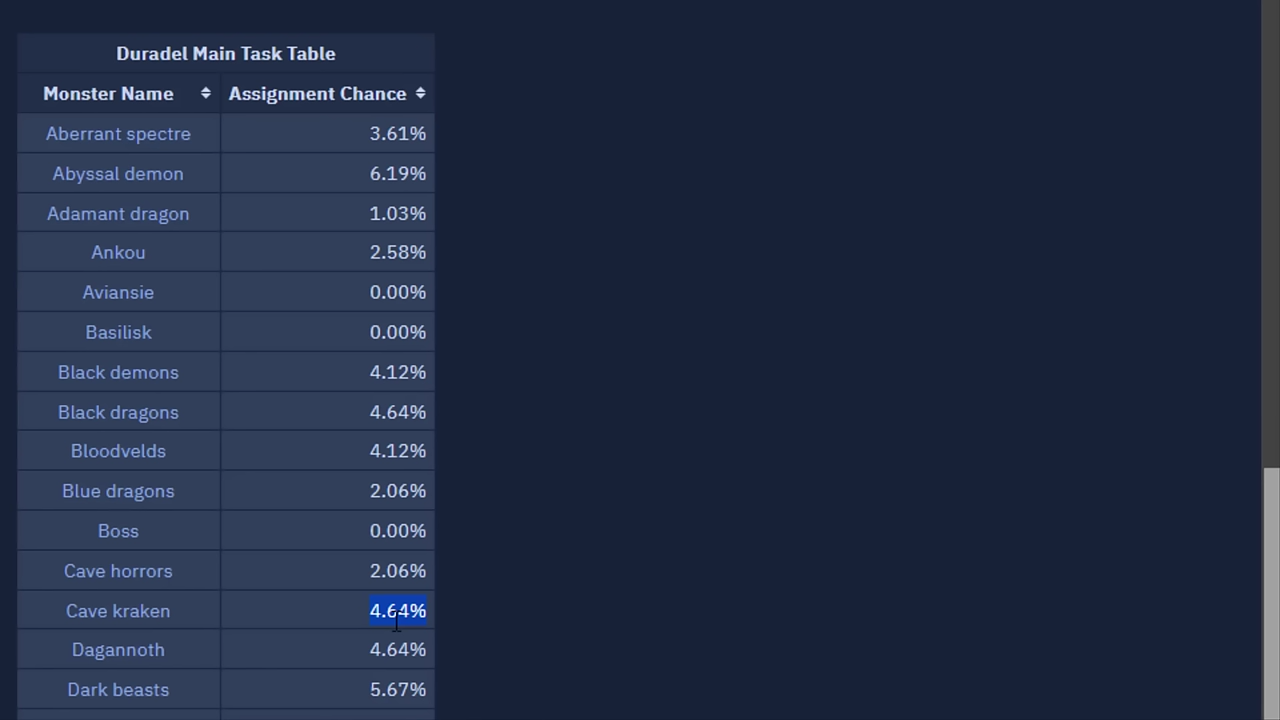 Duradel Main Task Table
Monster Name Assignment Chance
Aberrant spectre 3.61%
Abyssal demon 6.19%
Adamant dragon 1.03%
Ankou 2.58%
Aviansie 0.00%
Basilisk 0.00%
Black demons 4.12%
Black dragons 4.64%
Bloodvelds 4.12%
Blue dragons 2.06%
Boss 0.00%
Cave horrors 2.06%
Cave kraken 4.64%
Dagannoth 4.64%
Dark beasts 5.67%